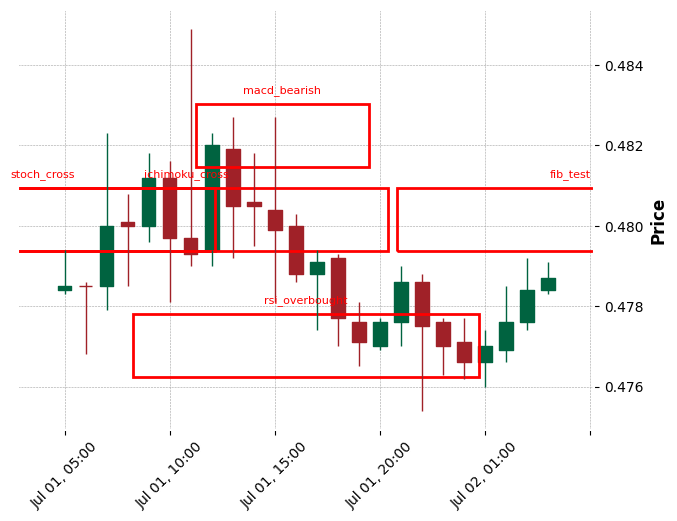 0.484
macd_bearish
0.482
stoch_cross
ichimoku_cross
fib_test
0.480
Price
0.478
rsi_overbought
0.476
Jul 01, 05:00
Jul 01, 10:00
Jul 01, 15:00
Jul 01, 20:00
Jul 02, 01:00